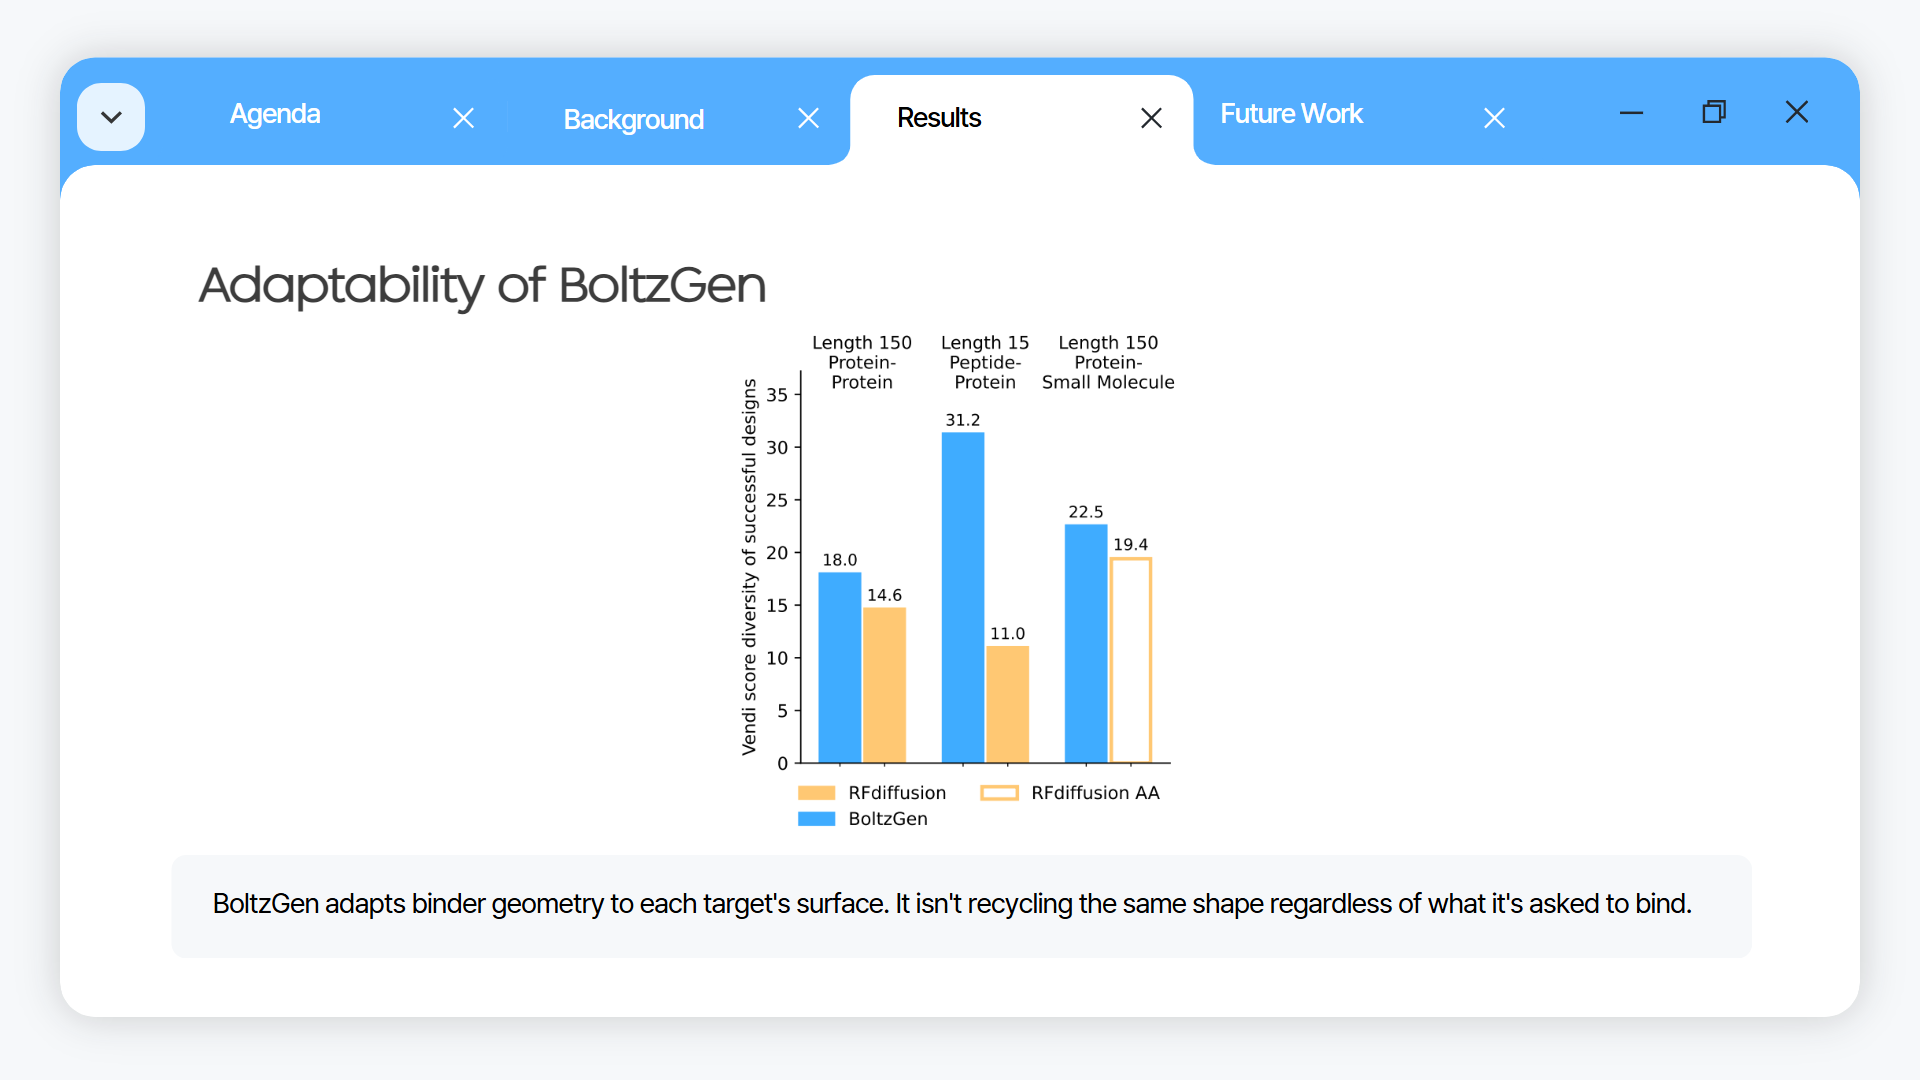 Agenda
Background
Results
Future Work
Adaptability of BoltzGen
Length 150
Protein-
Protein
Length 15
Peptide-
Protein
Length 150
Protein-
Small Molecule
Vendi score diversity of successful designs
35
30
25
20
15
10
5
0
18.0
14.6
31.2
11.0
22.5
19.4
RFdiffusion
RFdiffusion AA
BoltzGen
BoltzGen adapts binder geometry to each target's surface. It isn't recycling the same shape regardless of what it's asked to bind.